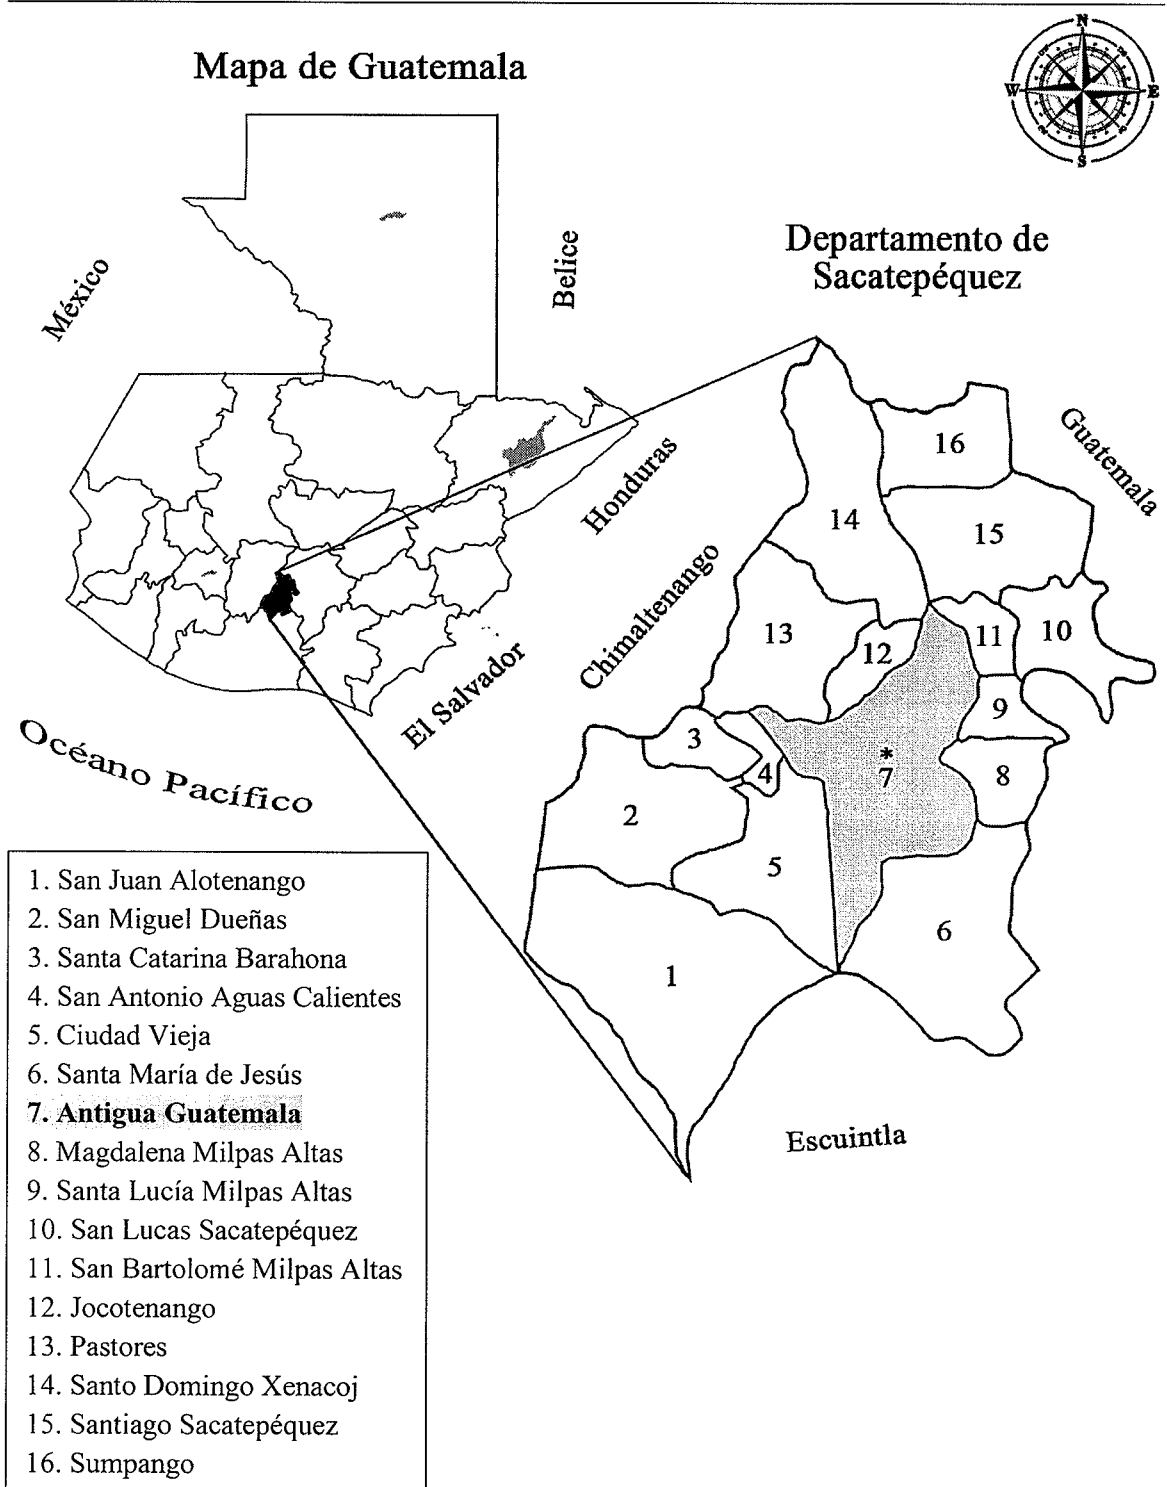 Mapa de Guatemala
N
W
E
S
Departamento de
Sacatepéquez
México
Belice
Honduras
Guatemala
Chimaltenango
El Salvador
Océano Pacífico
Escuintla
16
14
15
13
12
11
10
9
3
4
*
7
8
2
5
6
1
1. San Juan Alotenango
2. San Miguel Dueñas
3. Santa Catarina Barahona
4. San Antonio Aguas Calientes
5. Ciudad Vieja
6. Santa María de Jesús
7. Antigua Guatemala
8. Magdalena Milpas Altas
9. Santa Lucía Milpas Altas
10. San Lucas Sacatepéquez
11. San Bartolomé Milpas Altas
12. Jocotenango
13. Pastores
14. Santo Domingo Xenacoj
15. Santiago Sacatepéquez
16. Sumpango